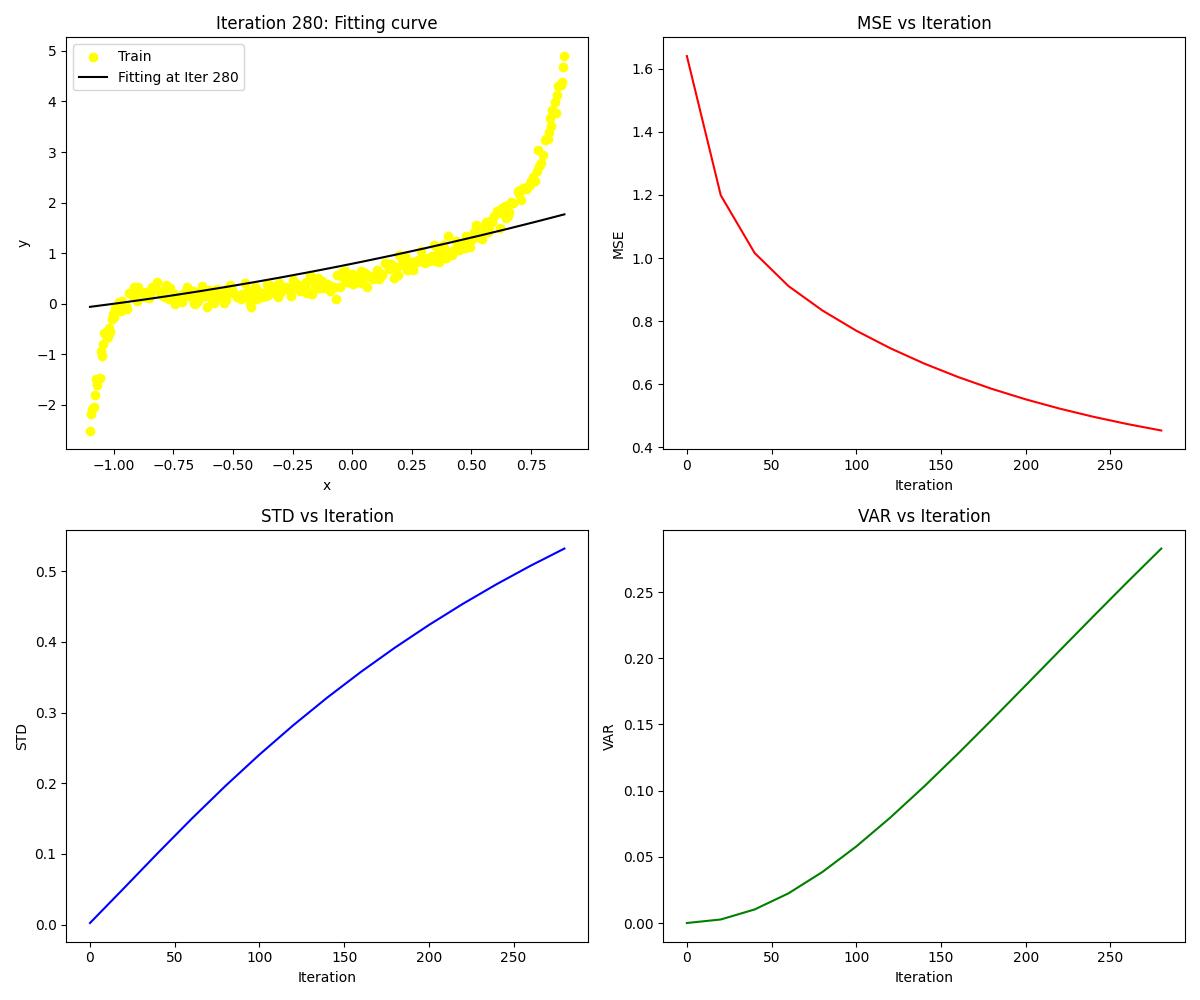 Iteration 280: Fitting curve
Train
Fitting at Iter 280
5
4
3
2
1
0
−1
−2
y
−1.00 −0.75 −0.50 −0.25 0.00 0.25 0.50 0.75
x
MSE vs Iteration
1.6
1.4
1.2
1.0
0.8
0.6
0.4
MSE
0 50 100 150 200 250
Iteration
STD vs Iteration
0.5
0.4
0.3
0.2
0.1
0.0
STD
0 50 100 150 200 250
Iteration
VAR vs Iteration
0.25
0.20
0.15
0.10
0.05
0.00
VAR
0 50 100 150 200 250
Iteration